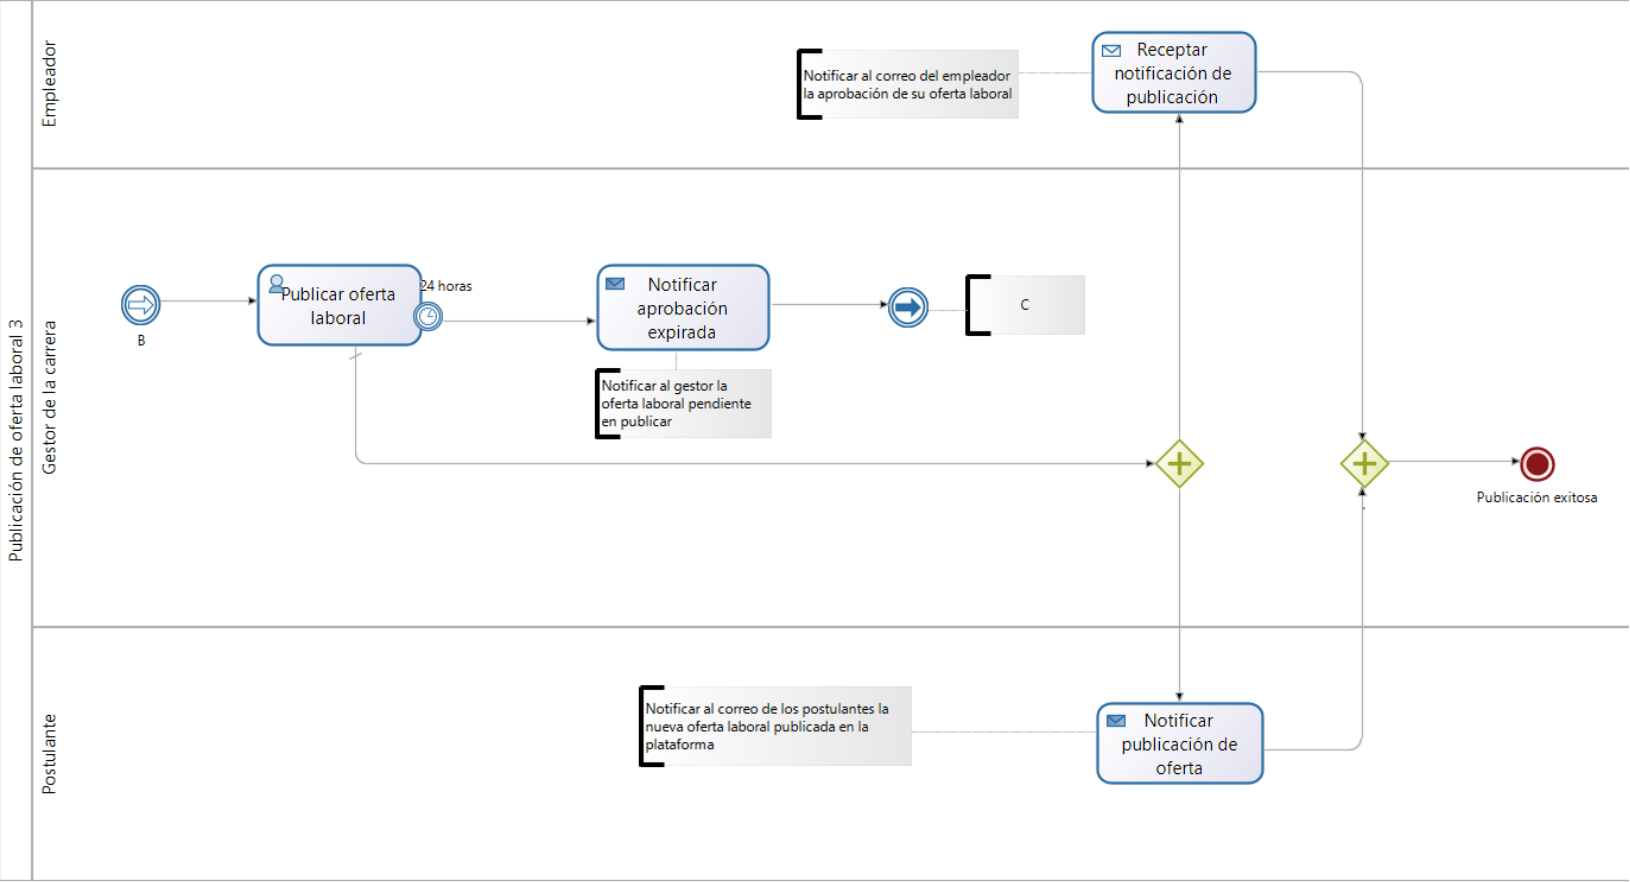 Publicación de oferta laboral 3
Empleador
Notificar al correo del empleador
la aprobación de su oferta laboral
Receptar
notificación de
publicación
Gestor de la carrera
B
Publicar oferta
laboral
24 horas
Notificar
aprobación
expirada
C
Notificar al gestor la
oferta laboral pendiente
en publicar
Publicación exitosa
Postulante
Notificar al correo de los postulantes la
nueva oferta laboral publicada en la
plataforma
Notificar
publicación de
oferta